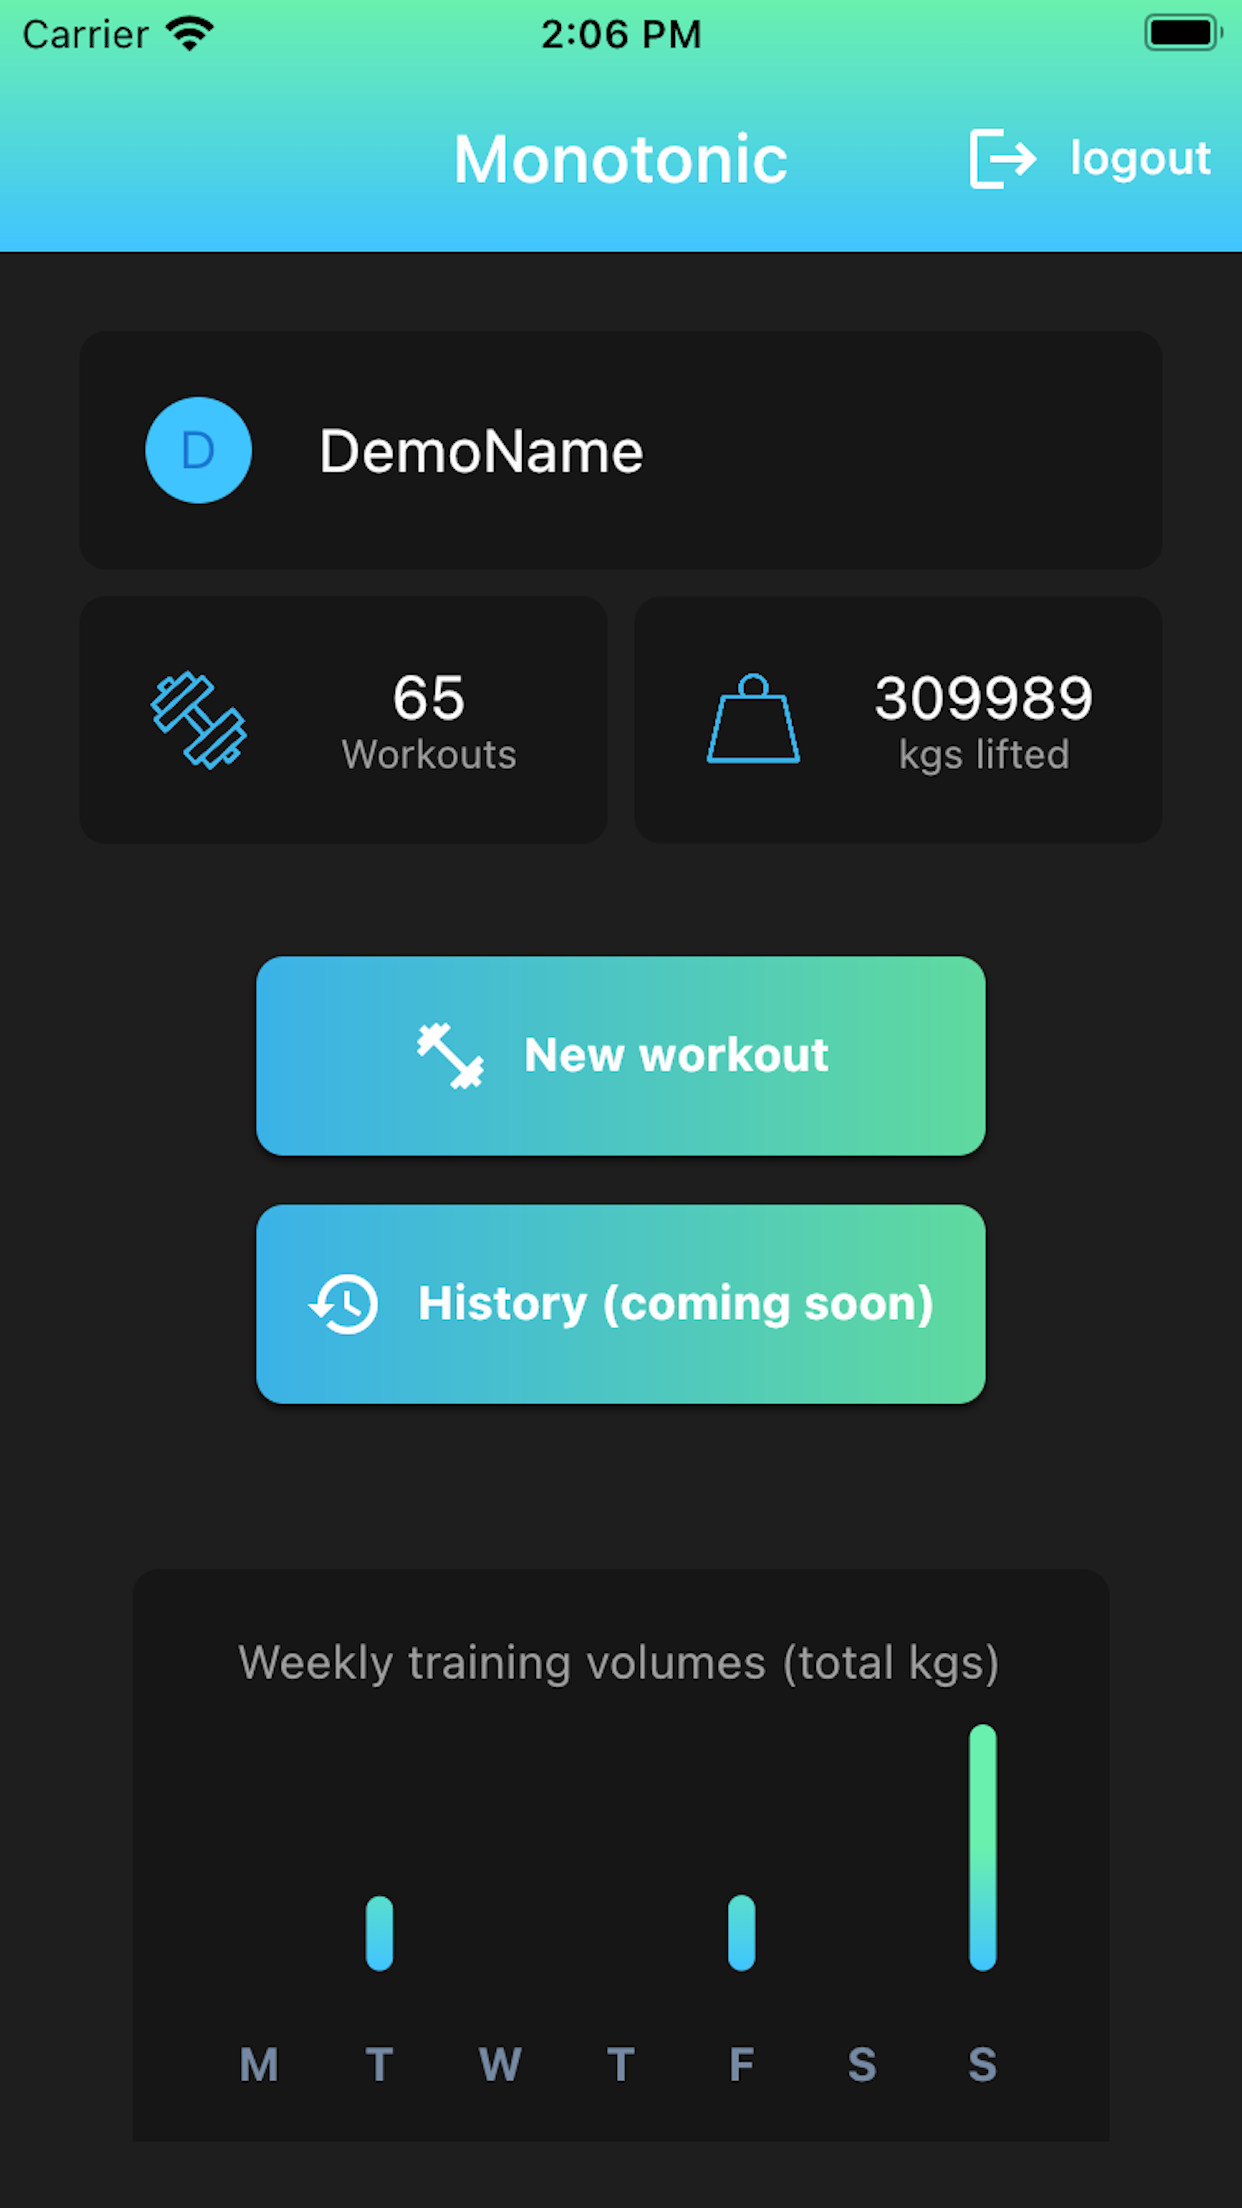 Carrier 2:06 PM
Monotonic logout
D DemoName
65 309989
Workouts kgs lifted
New workout
History (coming soon)
Weekly training volumes (total kgs)
M T W T F S S